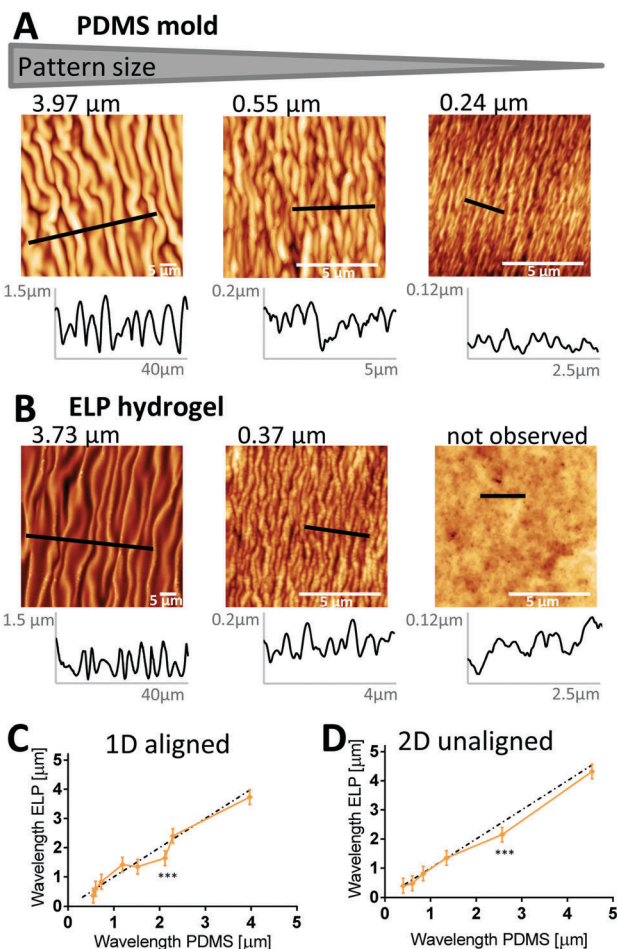 A PDMS mold
Pattern size
3.97 µm 0.55 µm 0.24 µm
5 µm 5 µm 5 µm
1.5µm 0.2µm 0.12µm
40µm 5µm 2.5µm
B ELP hydrogel
3.73 µm 0.37 µm not observed
5 µm 5 µm 5 µm
1.5 µm 0.2µm 0.12µm
40µm 4µm 2.5µm
C 1D aligned
Wavelength ELP [µm]
5
4
3
2
1
0
***
0 1 2 3 4 5
Wavelength PDMS [µm]
D 2D unaligned
Wavelength ELP [µm]
5
4
3
2
1
0
***
0 1 2 3 4 5
Wavelength PDMS [µm]